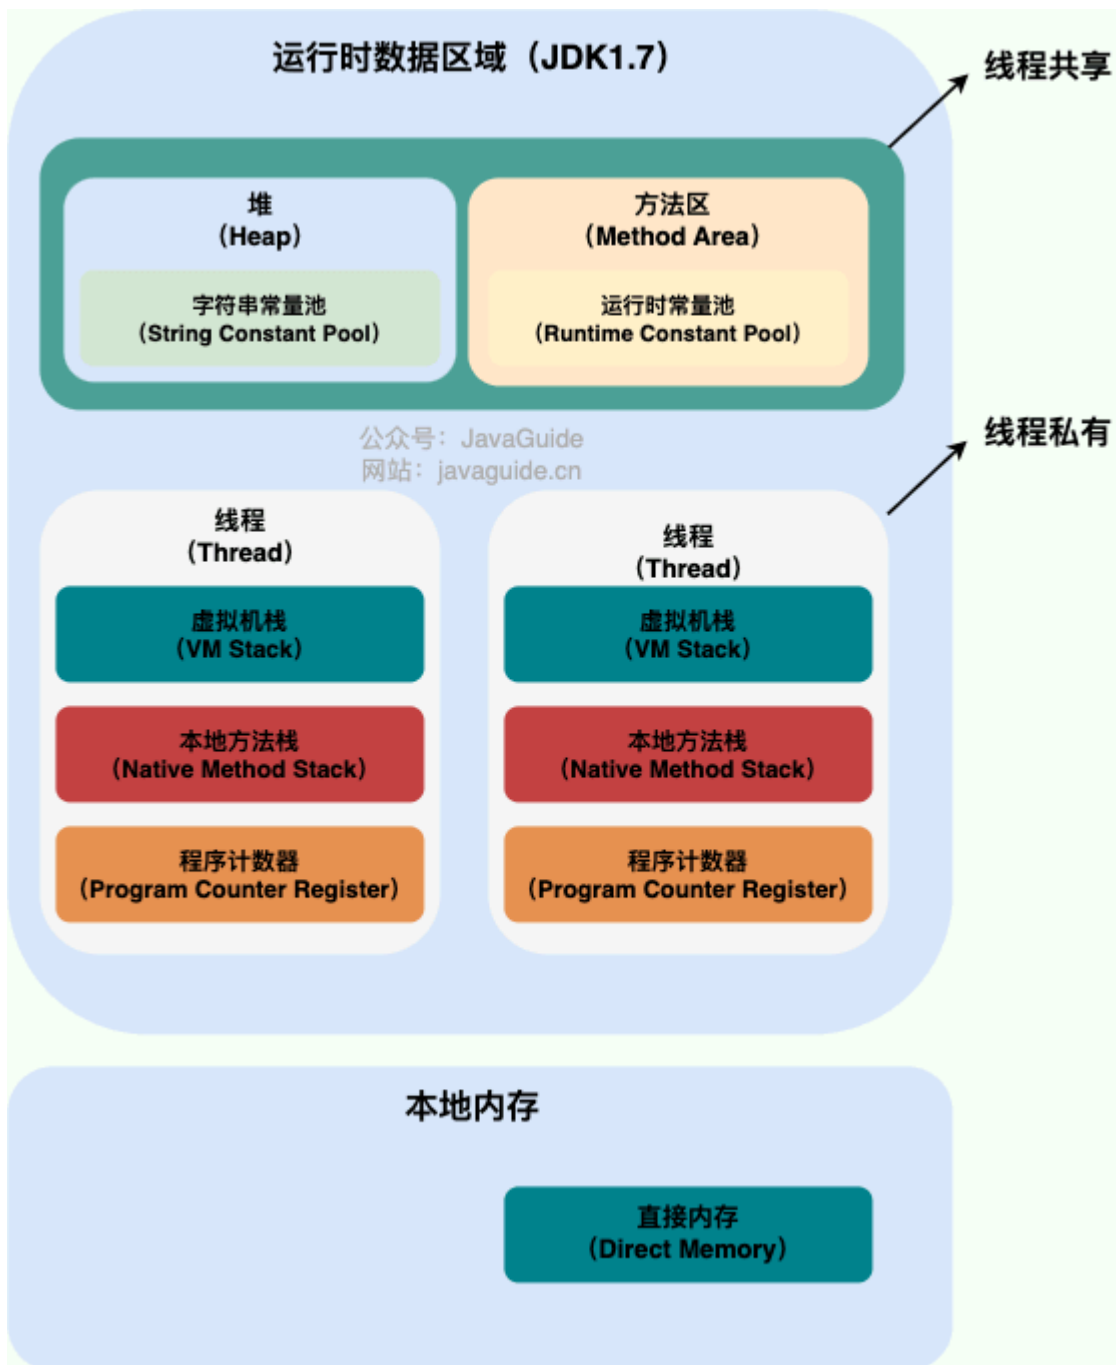 运行时数据区域（JDK1.7）
线程共享
堆
（Heap）
字符串常量池
（String Constant Pool）
方法区
（Method Area）
运行时常量池
（Runtime Constant Pool）
公众号：JavaGuide
网站：javaguide.cn
线程私有
线程
（Thread）
虚拟机栈
（VM Stack）
本地方法栈
（Native Method Stack）
程序计数器
（Program Counter Register）
线程
（Thread）
虚拟机栈
（VM Stack）
本地方法栈
（Native Method Stack）
程序计数器
（Program Counter Register）
本地内存
直接内存
（Direct Memory）